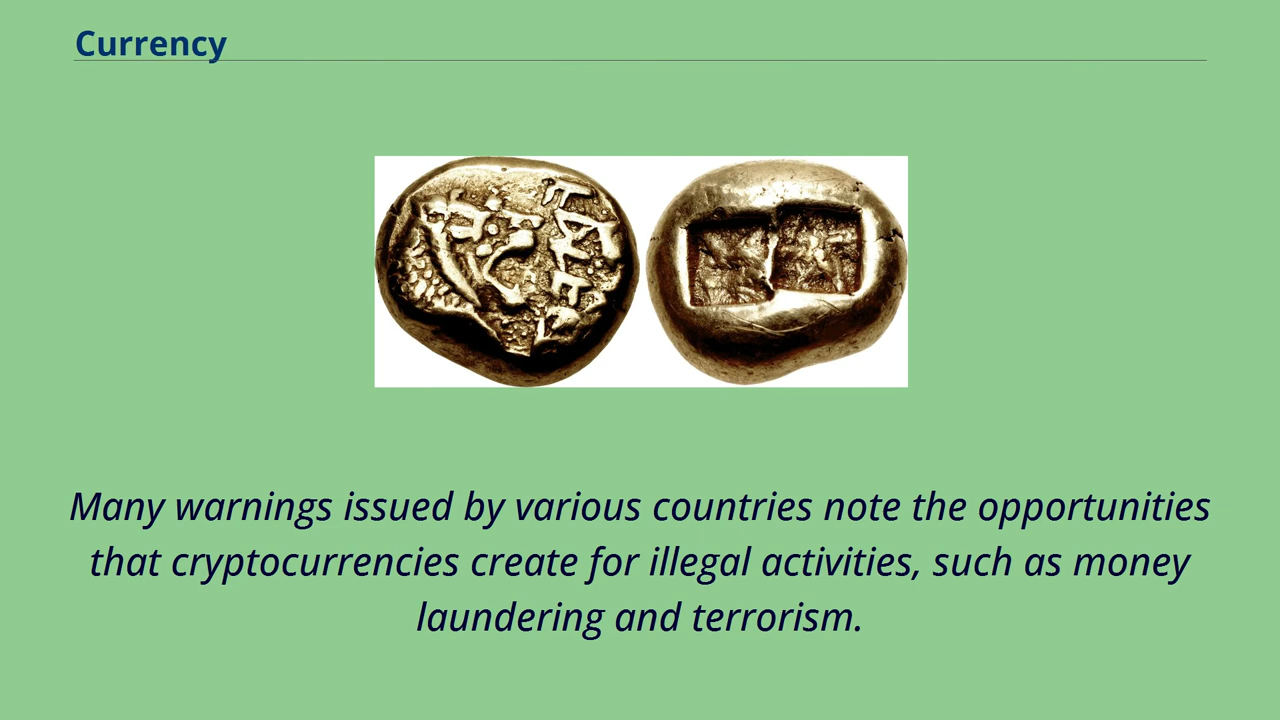 Currency
Many warnings issued by various countries note the opportunities
that cryptocurrencies create for illegal activities, such as money
laundering and terrorism.